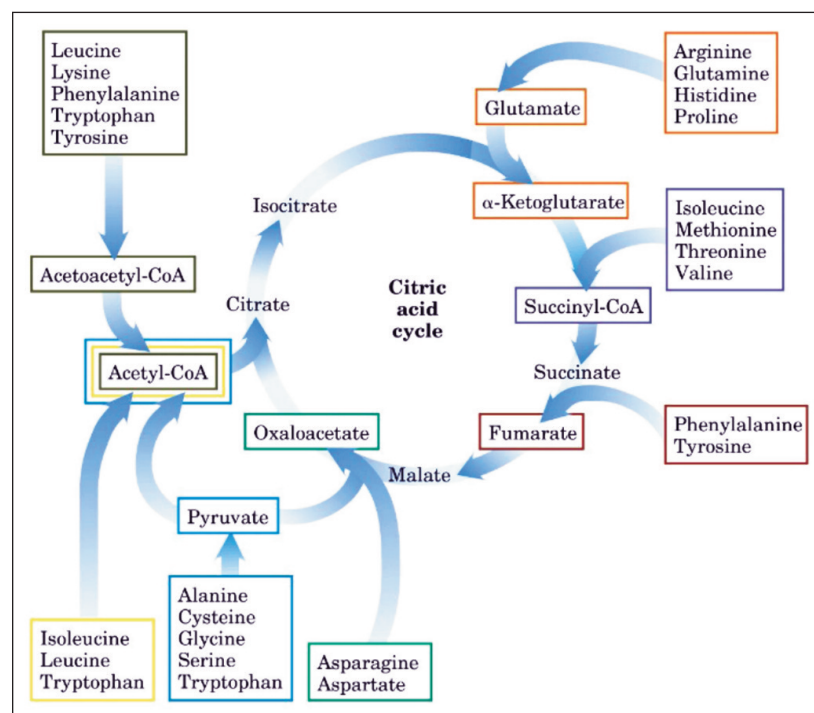 Leucine
Lysine
Phenylalanine
Tryptophan
Tyrosine
Arginine
Glutamine
Histidine
Proline
Glutamate
Isocitrate
α-Ketoglutarate
Isoleucine
Methionine
Threonine
Valine
Acetoacetyl-CoA
Citrate
Citric
acid
cycle
Succinyl-CoA
Acetyl-CoA
Succinate
Oxaloacetate
Fumarate
Phenylalanine
Tyrosine
Malate
Pyruvate
Alanine
Cysteine
Glycine
Serine
Tryptophan
Isoleucine
Leucine
Tryptophan
Asparagine
Aspartate